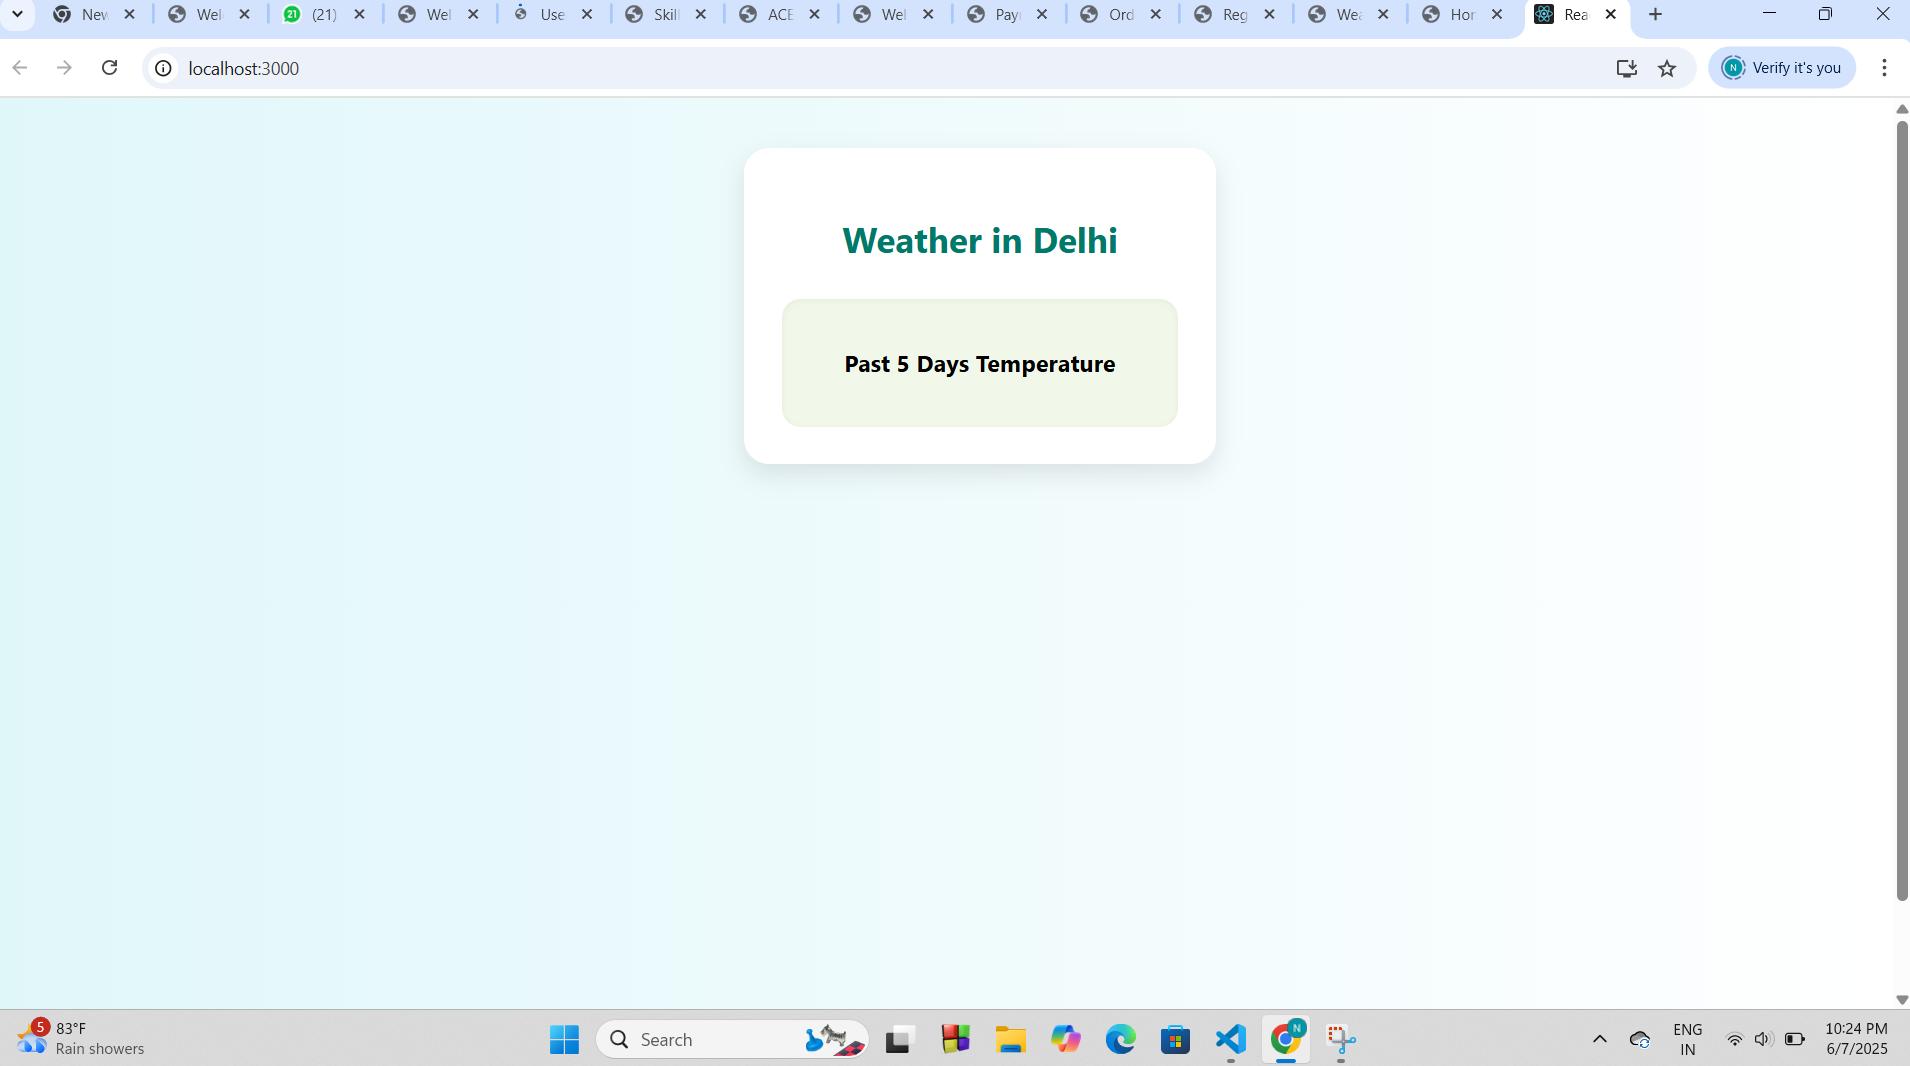 New
Wel
21
(21)
Wel
Use
Skill
ACE
Wel
Pay
Ord
Reg
Wea
Hor
Rea
localhost:3000
N
Verify it's you
Weather in Delhi
Past 5 Days Temperature
5
83°F
Rain showers
Search
N
ENG
IN
10:24 PM
6/7/2025